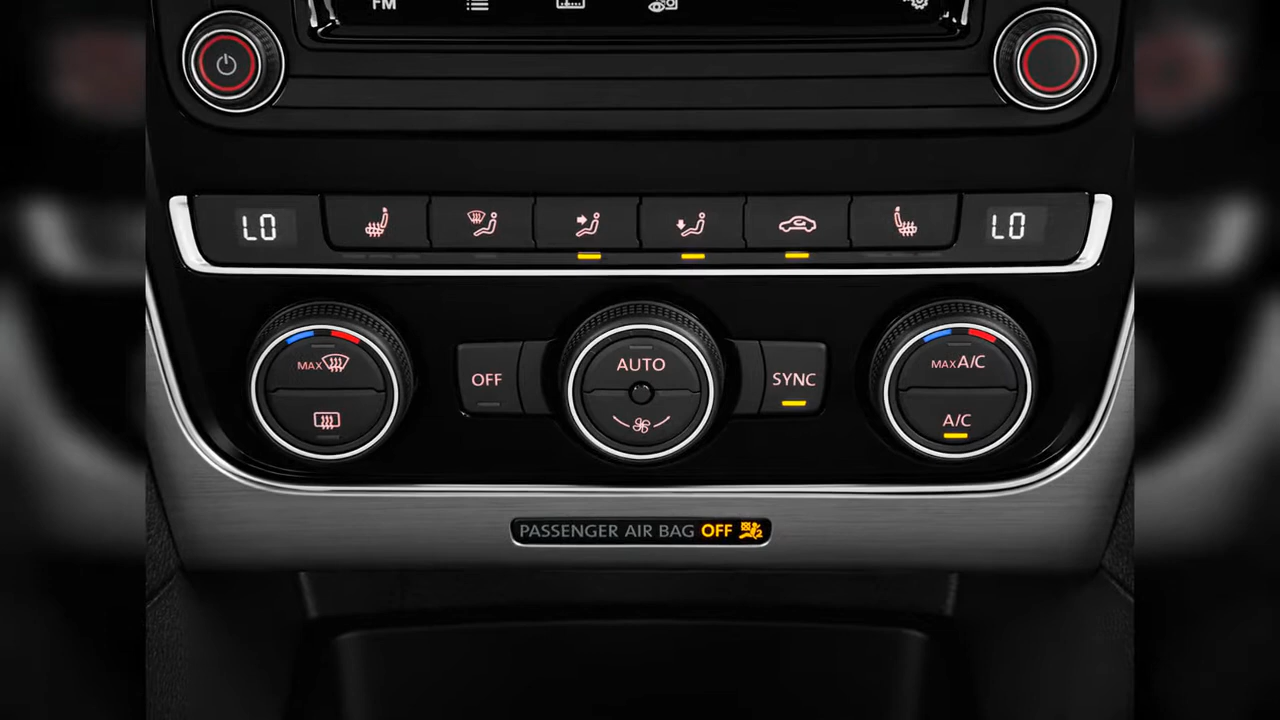 FM
LO
LO
MAX
MAX A/C
OFF
AUTO
SYNC
A/C
PASSENGER AIR BAG OFF